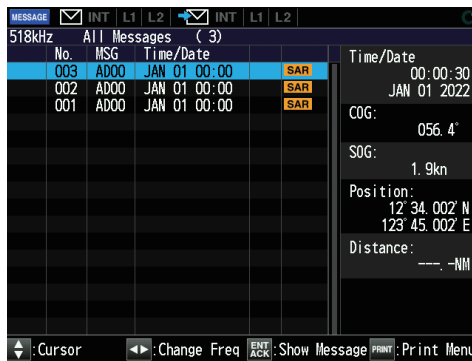 MESSAGE INT L1 L2 INT L1 L2
518kHz All Messages ( 3)
No. MSG Time/Date
003 AD00 JAN 01 00:00 SAR
002 AD00 JAN 01 00:00 SAR
001 AD00 JAN 01 00:00 SAR
Time/Date
00:00:30
JAN 01 2022
COG:
056.4°
SOG:
1.9kn
Position:
12°34.002'N
123°45.002'E
Distance:
---.-NM
:Cursor :Change Freq ENT ACK :Show Message PRINT :Print Menu